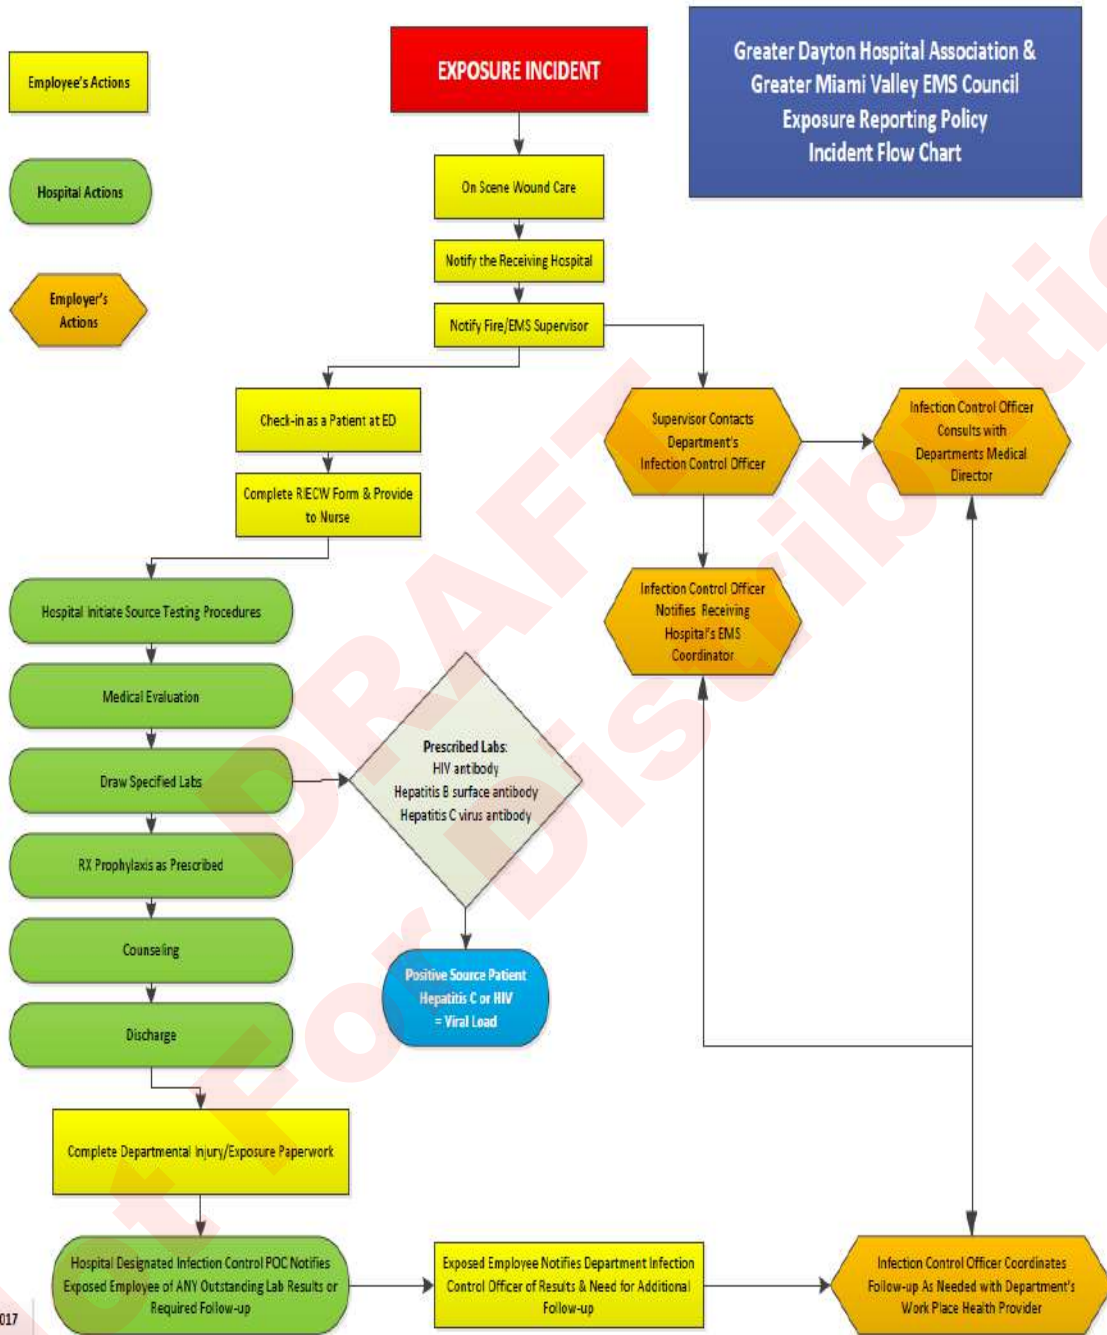 Greater Dayton Hospital Association &
Greater Miami Valley EMS Council
Exposure Reporting Policy
Incident Flow Chart
Employee's Actions
Hospital Actions
Employer's
Actions
EXPOSURE INCIDENT
On Scene Wound Care
Notify the Receiving Hospital
Notify Fire/EMS Supervisor
Check-in as a Patient at ED
Complete RIECW Form & Provide
to Nurse
Supervisor Contacts
Department's
Infection Control Officer
Infection Control Officer
Consults with
Departments Medical
Director
Infection Control Officer
Notifies Receiving
Hospital's EMS
Coordinator
Hospital Initiate Source Testing Procedures
Medical Evaluation
Draw Specified Labs
Prescribed Labs:
HIV antibody
Hepatitis B surface antibody
Hepatitis C virus antibody
RX Prophylaxis as Prescribed
Counseling
Discharge
Positive Source Patient
Hepatitis C or HIV
= Viral Load
Complete Departmental Injury/Exposure Paperwork
Hospital Designated Infection Control POC Notifies
Exposed Employee of ANY Outstanding Lab Results or
Required Follow-up
Exposed Employee Notifies Department Infection
Control Officer of Results & Need for Additional
Follow-up
Infection Control Officer Coordinates
Follow-up As Needed with Department's
Work Place Health Provider
017
DRAFT
Not For Distributio